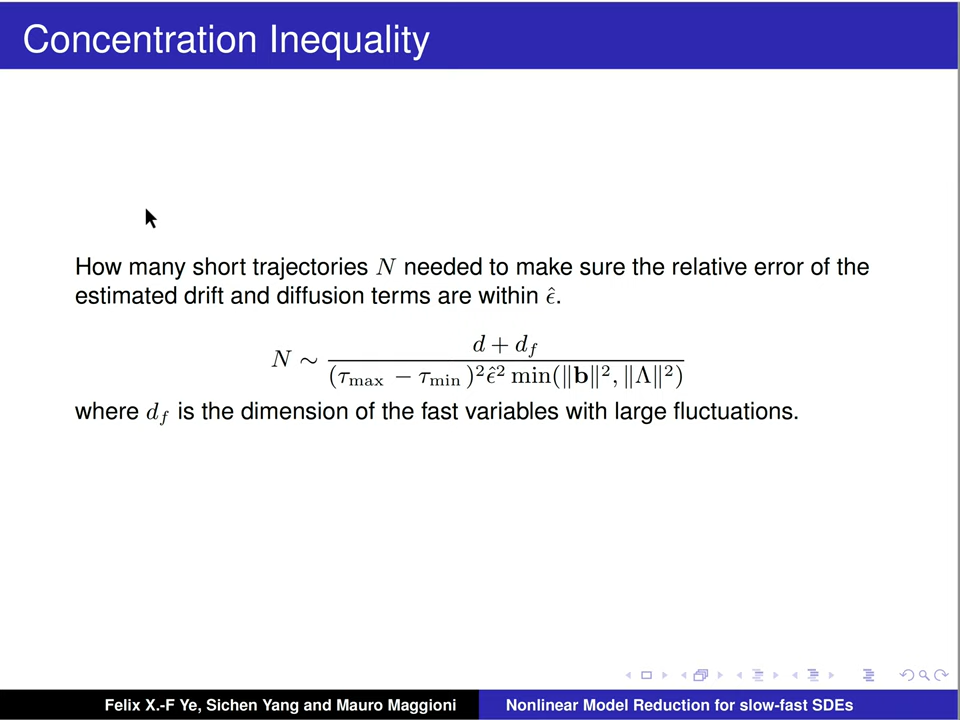 Concentration Inequality
How many short trajectories N needed to make sure the relative error of the
estimated drift and diffusion terms are within ϵ̂.
N ∼ d + d_f / (τ_max − τ_min)²ϵ̂² min(‖b‖², ‖Λ‖²)
where d_f is the dimension of the fast variables with large fluctuations.
Felix X.-F Ye, Sichen Yang and Mauro Maggioni
Nonlinear Model Reduction for slow-fast SDEs